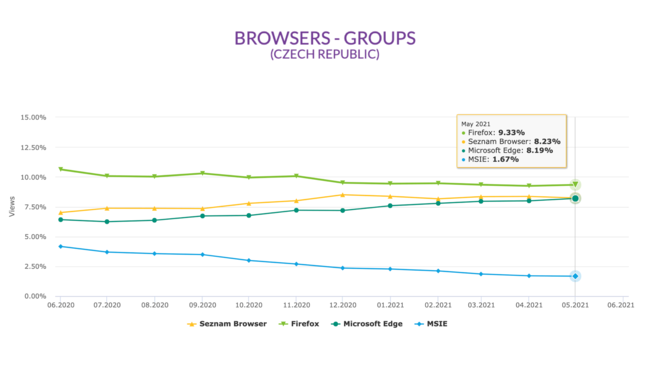 BROWSERS - GROUPS
(CZECH REPUBLIC)
15.00%
12.50%
10.00%
7.50%
5.00%
2.50%
0.00%
Views
May 2021
Firefox: 9.33%
Seznam Browser: 8.23%
Microsoft Edge: 8.19%
MSIE: 1.67%
06.2020 07.2020 08.2020 09.2020 10.2020 11.2020 12.2020 01.2021 02.2021 03.2021 04.2021 05.2021 06.2021
Seznam Browser Firefox Microsoft Edge MSIE